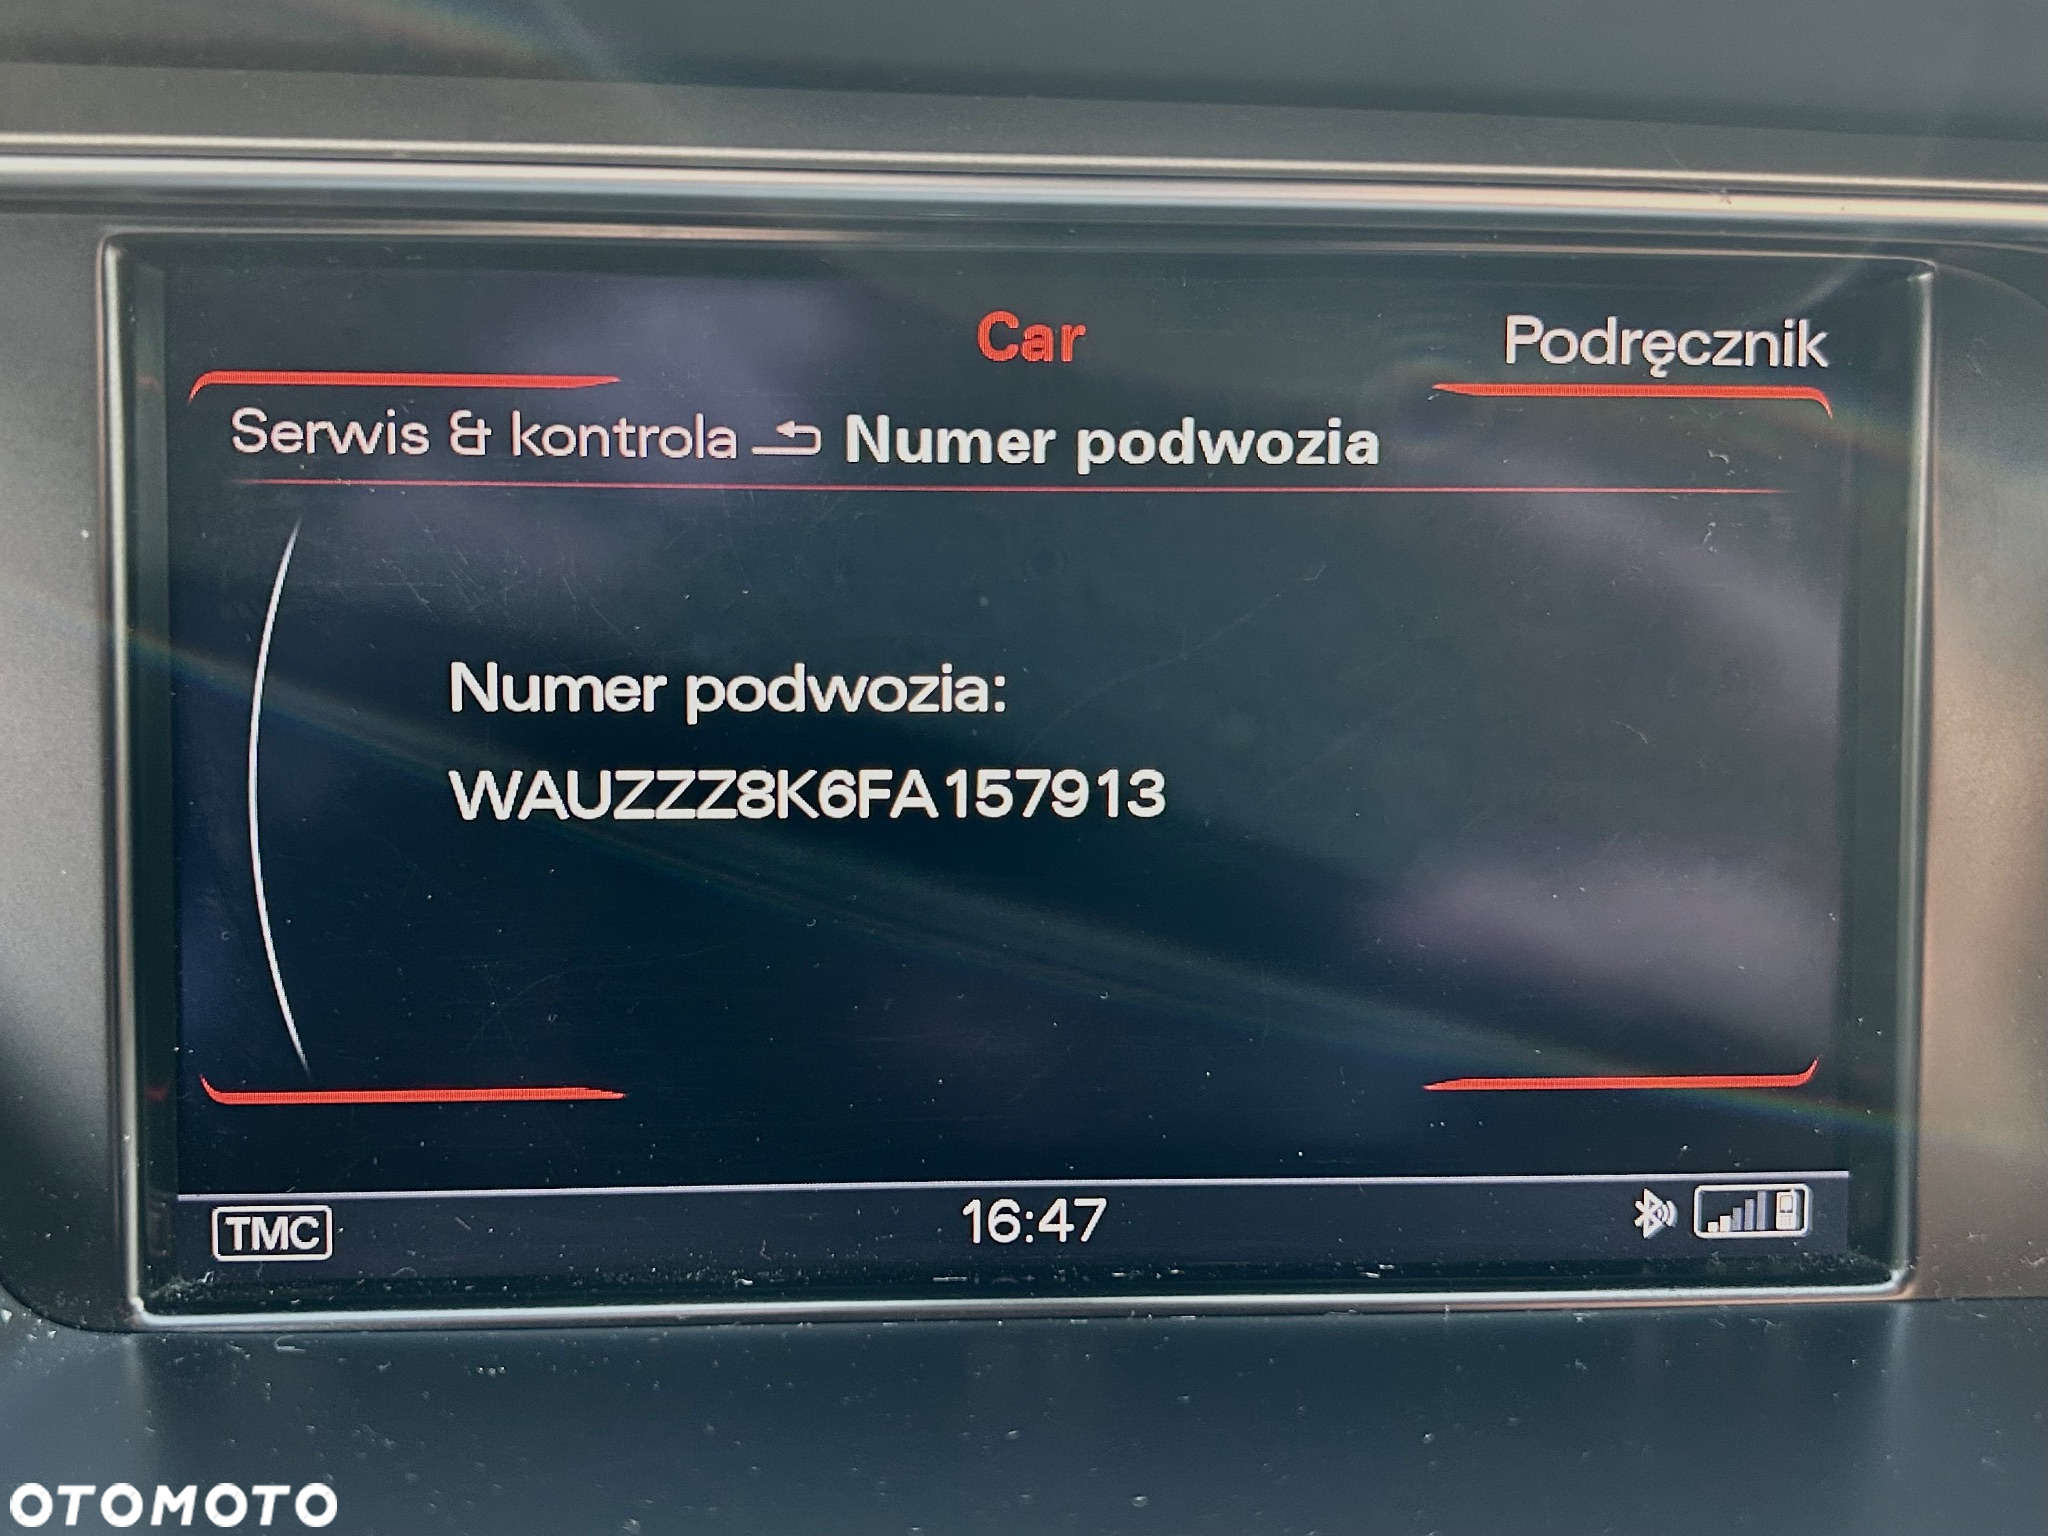 Car
Podręcznik
Serwis & kontrola Numer podwozia
Numer podwozia:
WAUZZZ8K6FA157913
TMC
16:47
OTOMOTO